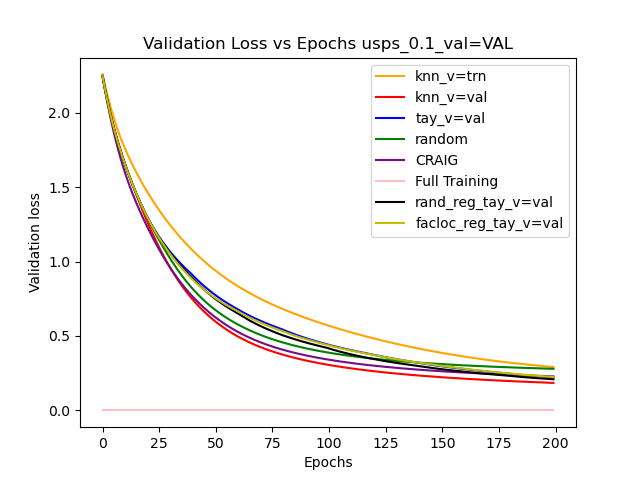 Validation Loss vs Epochs usps_0.1_val=VAL
knn_v=trn
knn_v=val
tay_v=val
random
CRAIG
Full Training
rand_reg_tay_v=val
facloc_reg_tay_v=val
Validation loss
2.0
1.5
1.0
0.5
0.0
0 25 50 75 100 125 150 175 200
Epochs